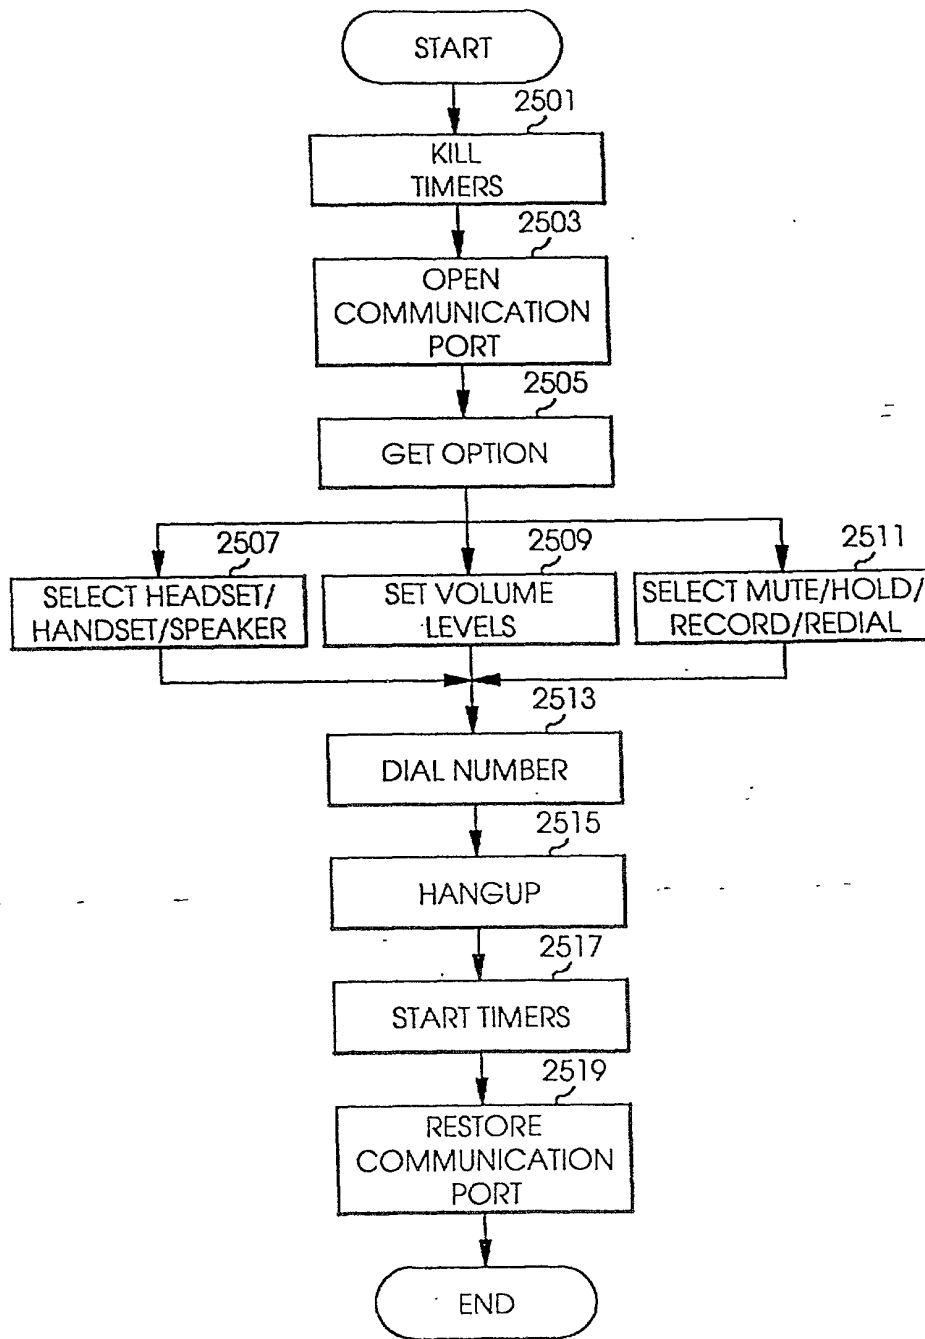 START
2501
KILL
TIMERS
2503
OPEN
COMMUNICATION
PORT
2505
GET OPTION
2507
SELECT HEADSET/
HANDSET/SPEAKER
2509
SET VOLUME
LEVELS
2511
SELECT MUTE/HOLD/
RECORD/REDIAL
2513
DIAL NUMBER
2515
HANGUP
2517
START TIMERS
2519
RESTORE
COMMUNICATION
PORT
END